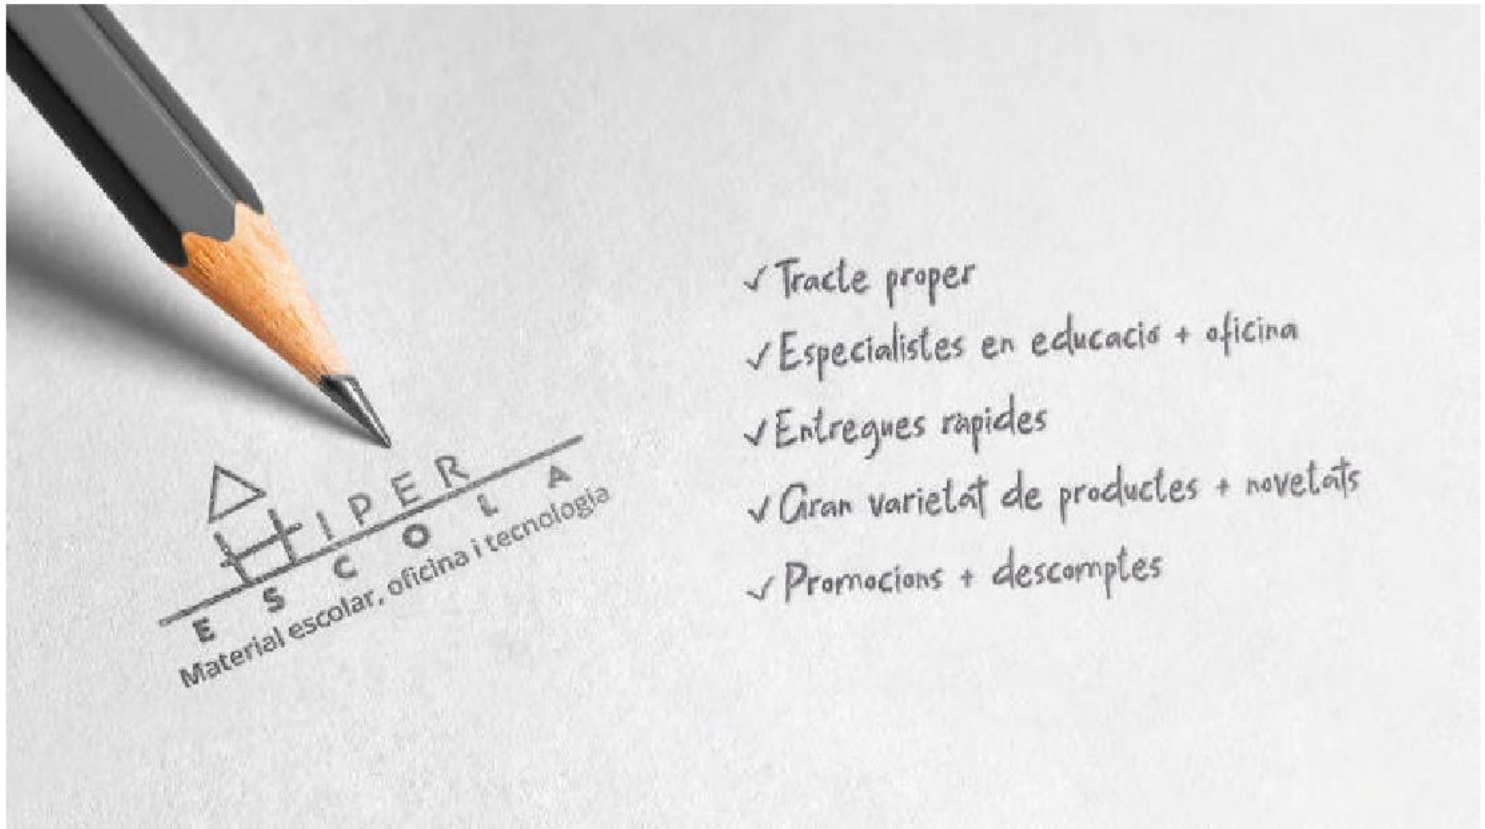 HIPER
ESCOLA
Material escolar, oficina i tecnologia
✓ Tracte proper
✓ Especialistes en educació + oficina
✓ Entregues ràpides
✓ Gran varietat de productes + novetats
✓ Promocions + descomptes